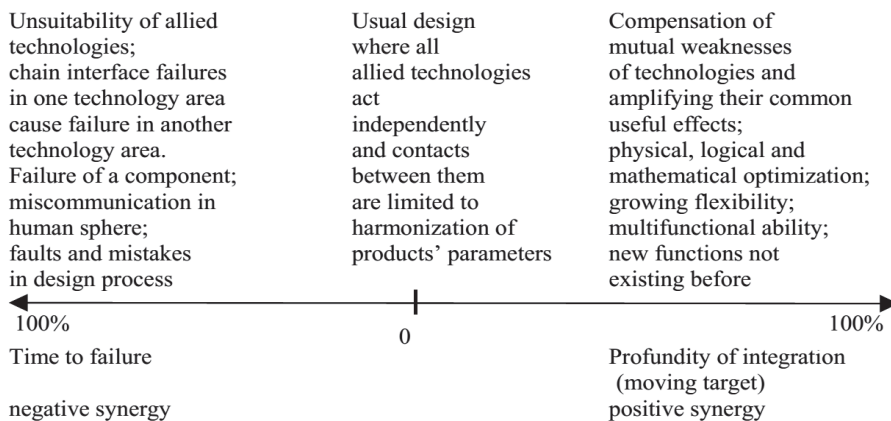 Unsuitability of allied
technologies;
chain interface failures
in one technology area
cause failure in another
technology area.
Failure of a component;
miscommunication in
human sphere;
faults and mistakes
in design process
Usual design
where all
allied technologies
act
independently
and contacts
between them
are limited to
harmonization of
products’ parameters
Compensation of
mutual weaknesses
of technologies and
amplifying their common
useful effects;
physical, logical and
mathematical optimization;
growing flexibility;
multifunctional ability;
new functions not
existing before
100%
0
100%
Time to failure
negative synergy
Profundity of integration
(moving target)
positive synergy